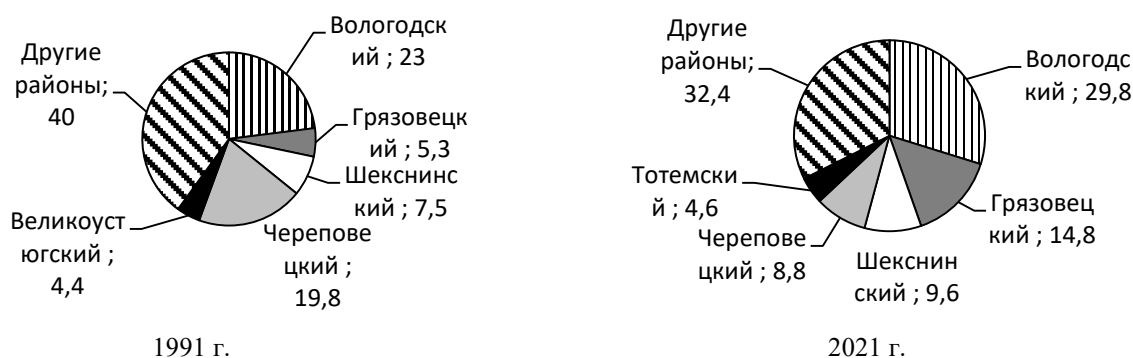 Вологодск
ий ; 23
Грязовецк
ий ; 5,3
Шекснинс
кий ; 7,5
Черепове
цкий ;
19,8
Великоуст
югский ;
4,4
Другие
районы;
40
1991 г.
Вологодс
кий ; 29,8
Грязовец
кий ; 14,8
Шекснин
ский ; 9,6
Черепове
цкий ; 8,8
Тотемски
й ; 4,6
Другие
районы;
32,4
2021 г.